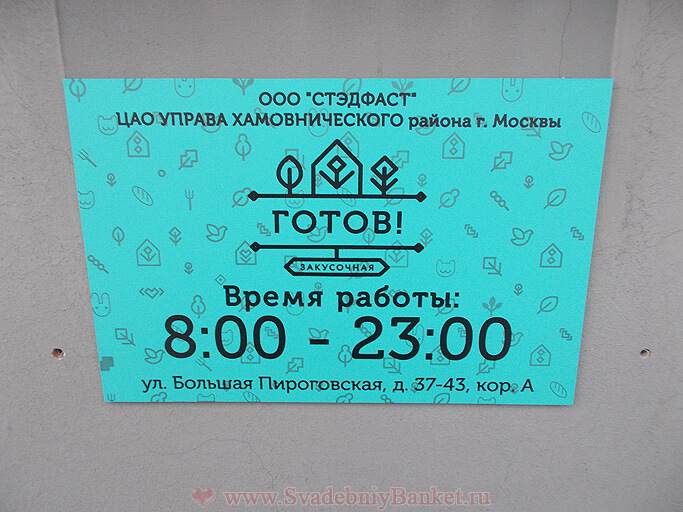 ООО "СТЭДФАСТ"
ЦАО УПРАВА ХАМОВНИЧЕСКОГО района г. Москвы
ГОТОВ!
ЗАКУСОЧНАЯ
Время работы:
8:00 - 23:00
ул. Большая Пироговская, д. 37-43, кор. А
www.SvadebniyBanket.ru